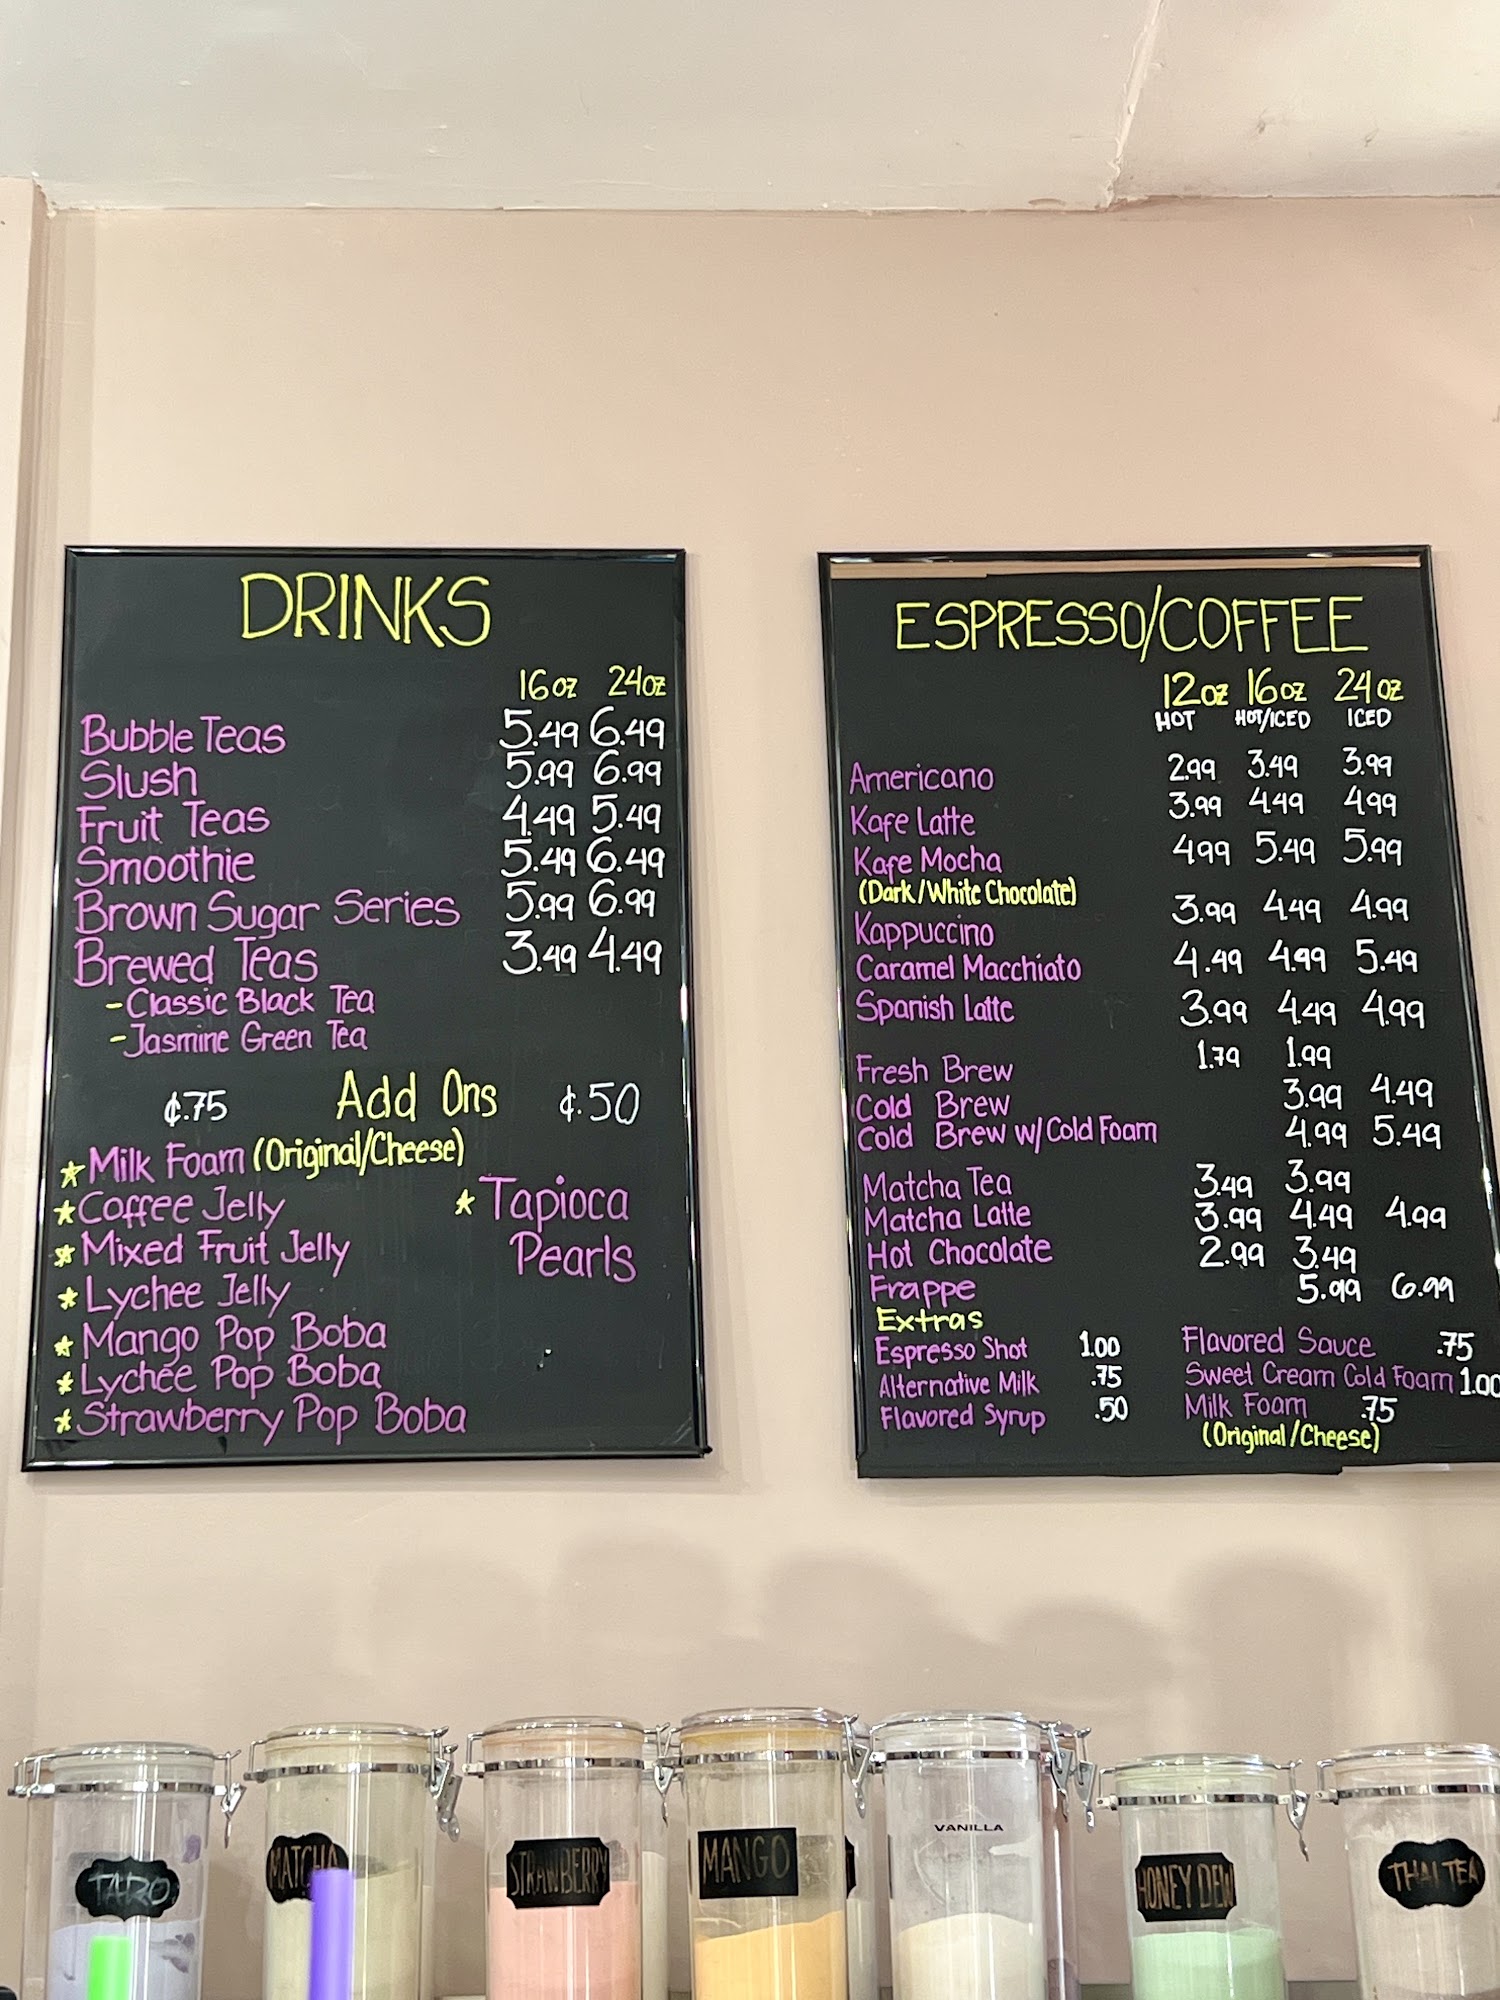 DRINKS
16oz 24oz
Bubble Teas 5.49 6.49
Slush 5.99 6.99
Fruit Teas 4.49 5.49
Smoothie 5.49 6.49
Brown Sugar Series 5.99 6.99
Brewed Teas 3.49 4.49
-Classic Black Tea
-Jasmine Green Tea
¢.75 Add Ons ¢.50
Milk Foam (Original/Cheese)
Coffee Jelly
Mixed Fruit Jelly
Lychee Jelly
Mango Pop Boba
Lychee Pop Boba
Strawberry Pop Boba
Tapioca
Pearls
ESPRESSO/COFFEE
12oz 16oz 24oz
HOT HOT/ICED ICED
Americano 2.99 3.49 3.99
Kafe Latte 3.99 4.49 4.99
Kafe Mocha 4.99 5.49 5.99
(Dark/White Chocolate)
Kappuccino 3.99 4.49 4.99
Caramel Macchiato 4.49 4.99 5.49
Spanish Latte 3.99 4.49 4.99
Fresh Brew 1.79 1.99
Cold Brew 3.99 4.49
Cold Brew w/Cold Foam 4.99 5.49
Matcha Tea 3.49 3.99
Matcha Latte 3.99 4.49 4.99
Hot Chocolate 2.99 3.49
Frappe 5.99 6.99
Extras
Espresso Shot 1.00
Alternative Milk .75
Flavored Syrup .50
Flavored Sauce .75
Sweet Cream Cold Foam 1.00
Milk Foam .75
(Original/Cheese)
TARO
MATCHA
STRAWBERRY
MANGO
VANILLA
HONEY DEW
THAI TEA